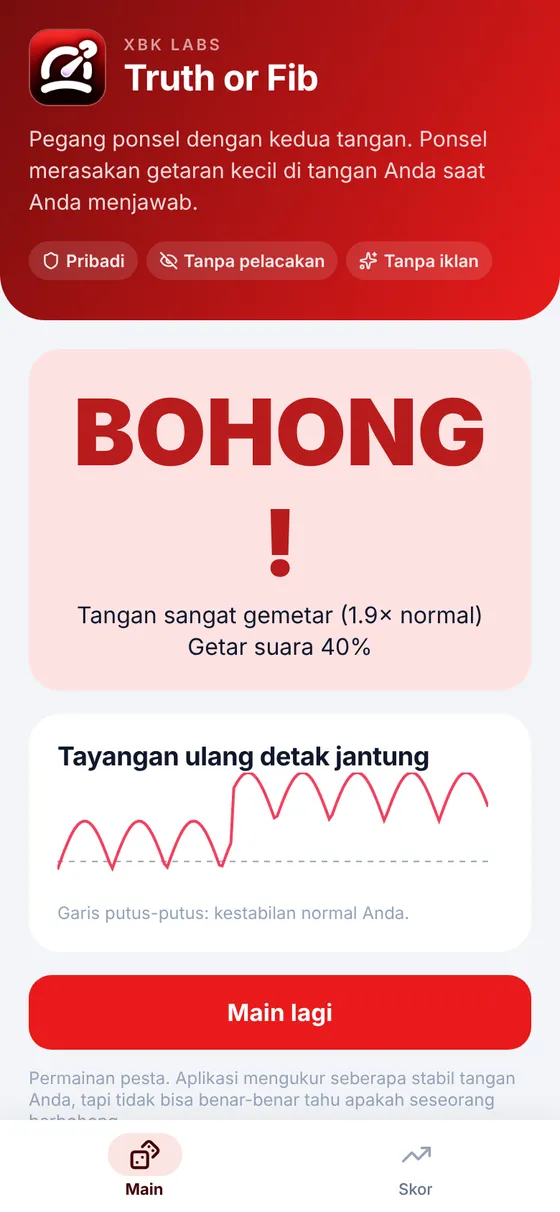 XBK LABS
Truth or Fib
Pegang ponsel dengan kedua tangan. Ponsel
merasakan getaran kecil di tangan Anda saat
Anda menjawab.
Pribadi
Tanpa pelacakan
Tanpa iklan
BOHONG
!
Tangan sangat gemetar (1.9× normal)
Getar suara 40%
Tayangan ulang detak jantung
Garis putus-putus: kestabilan normal Anda.
Main lagi
Permainan pesta. Aplikasi mengukur seberapa stabil tangan
Anda, tapi tidak bisa benar-benar tahu apakah seseorang
Main
Skor